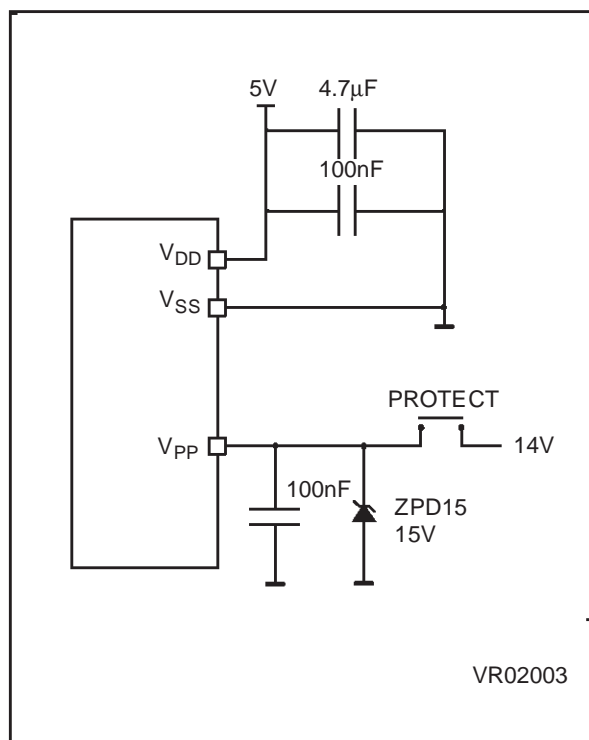 5V
4.7μF
100nF
VDD
VSS
PROTECT
VPP
14V
100nF
ZPD15
15V
VR02003